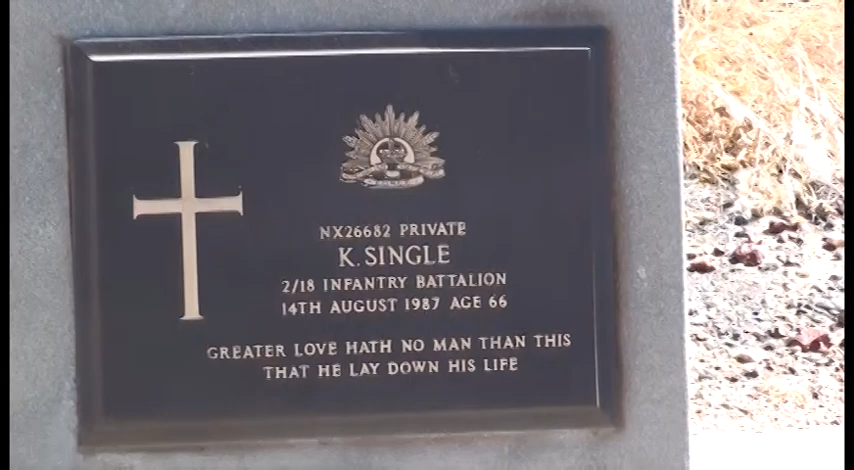 NX26682 PRIVATE
K. SINGLE
2/18 INFANTRY BATTALION
14TH AUGUST 1987 AGE 66
GREATER LOVE HATH NO MAN THAN THIS
THAT HE LAY DOWN HIS LIFE